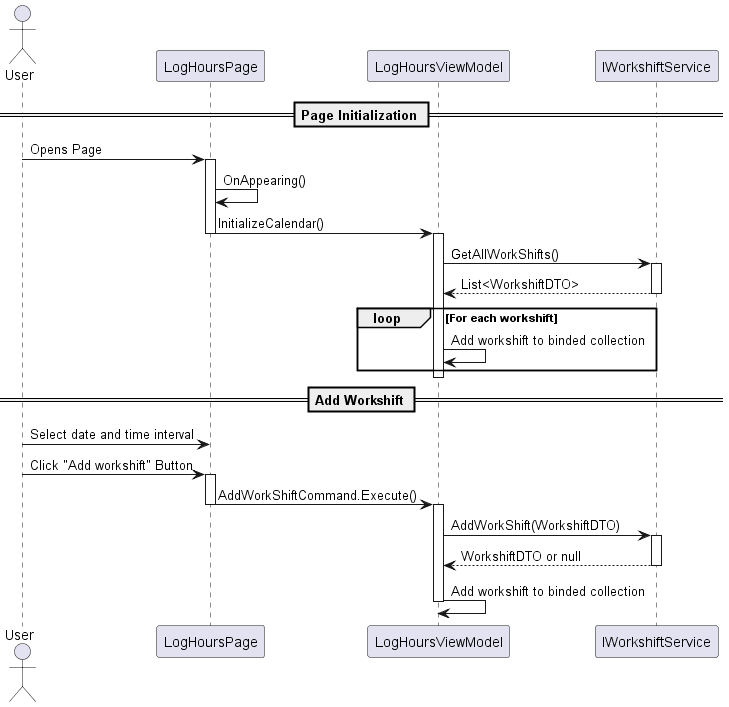 User
LogHoursPage
LogHoursViewModel
IWorkshiftService
Page Initialization
Opens Page
OnAppearing()
InitializeCalendar()
GetAllWorkShifts()
List<WorkshiftDTO>
loop
[For each workshift]
Add workshift to binded collection
Add Workshift
Select date and time interval
Click "Add workshift" Button
AddWorkShiftCommand.Execute()
AddWorkShift(WorkshiftDTO)
WorkshiftDTO or null
Add workshift to binded collection
User
LogHoursPage
LogHoursViewModel
IWorkshiftService